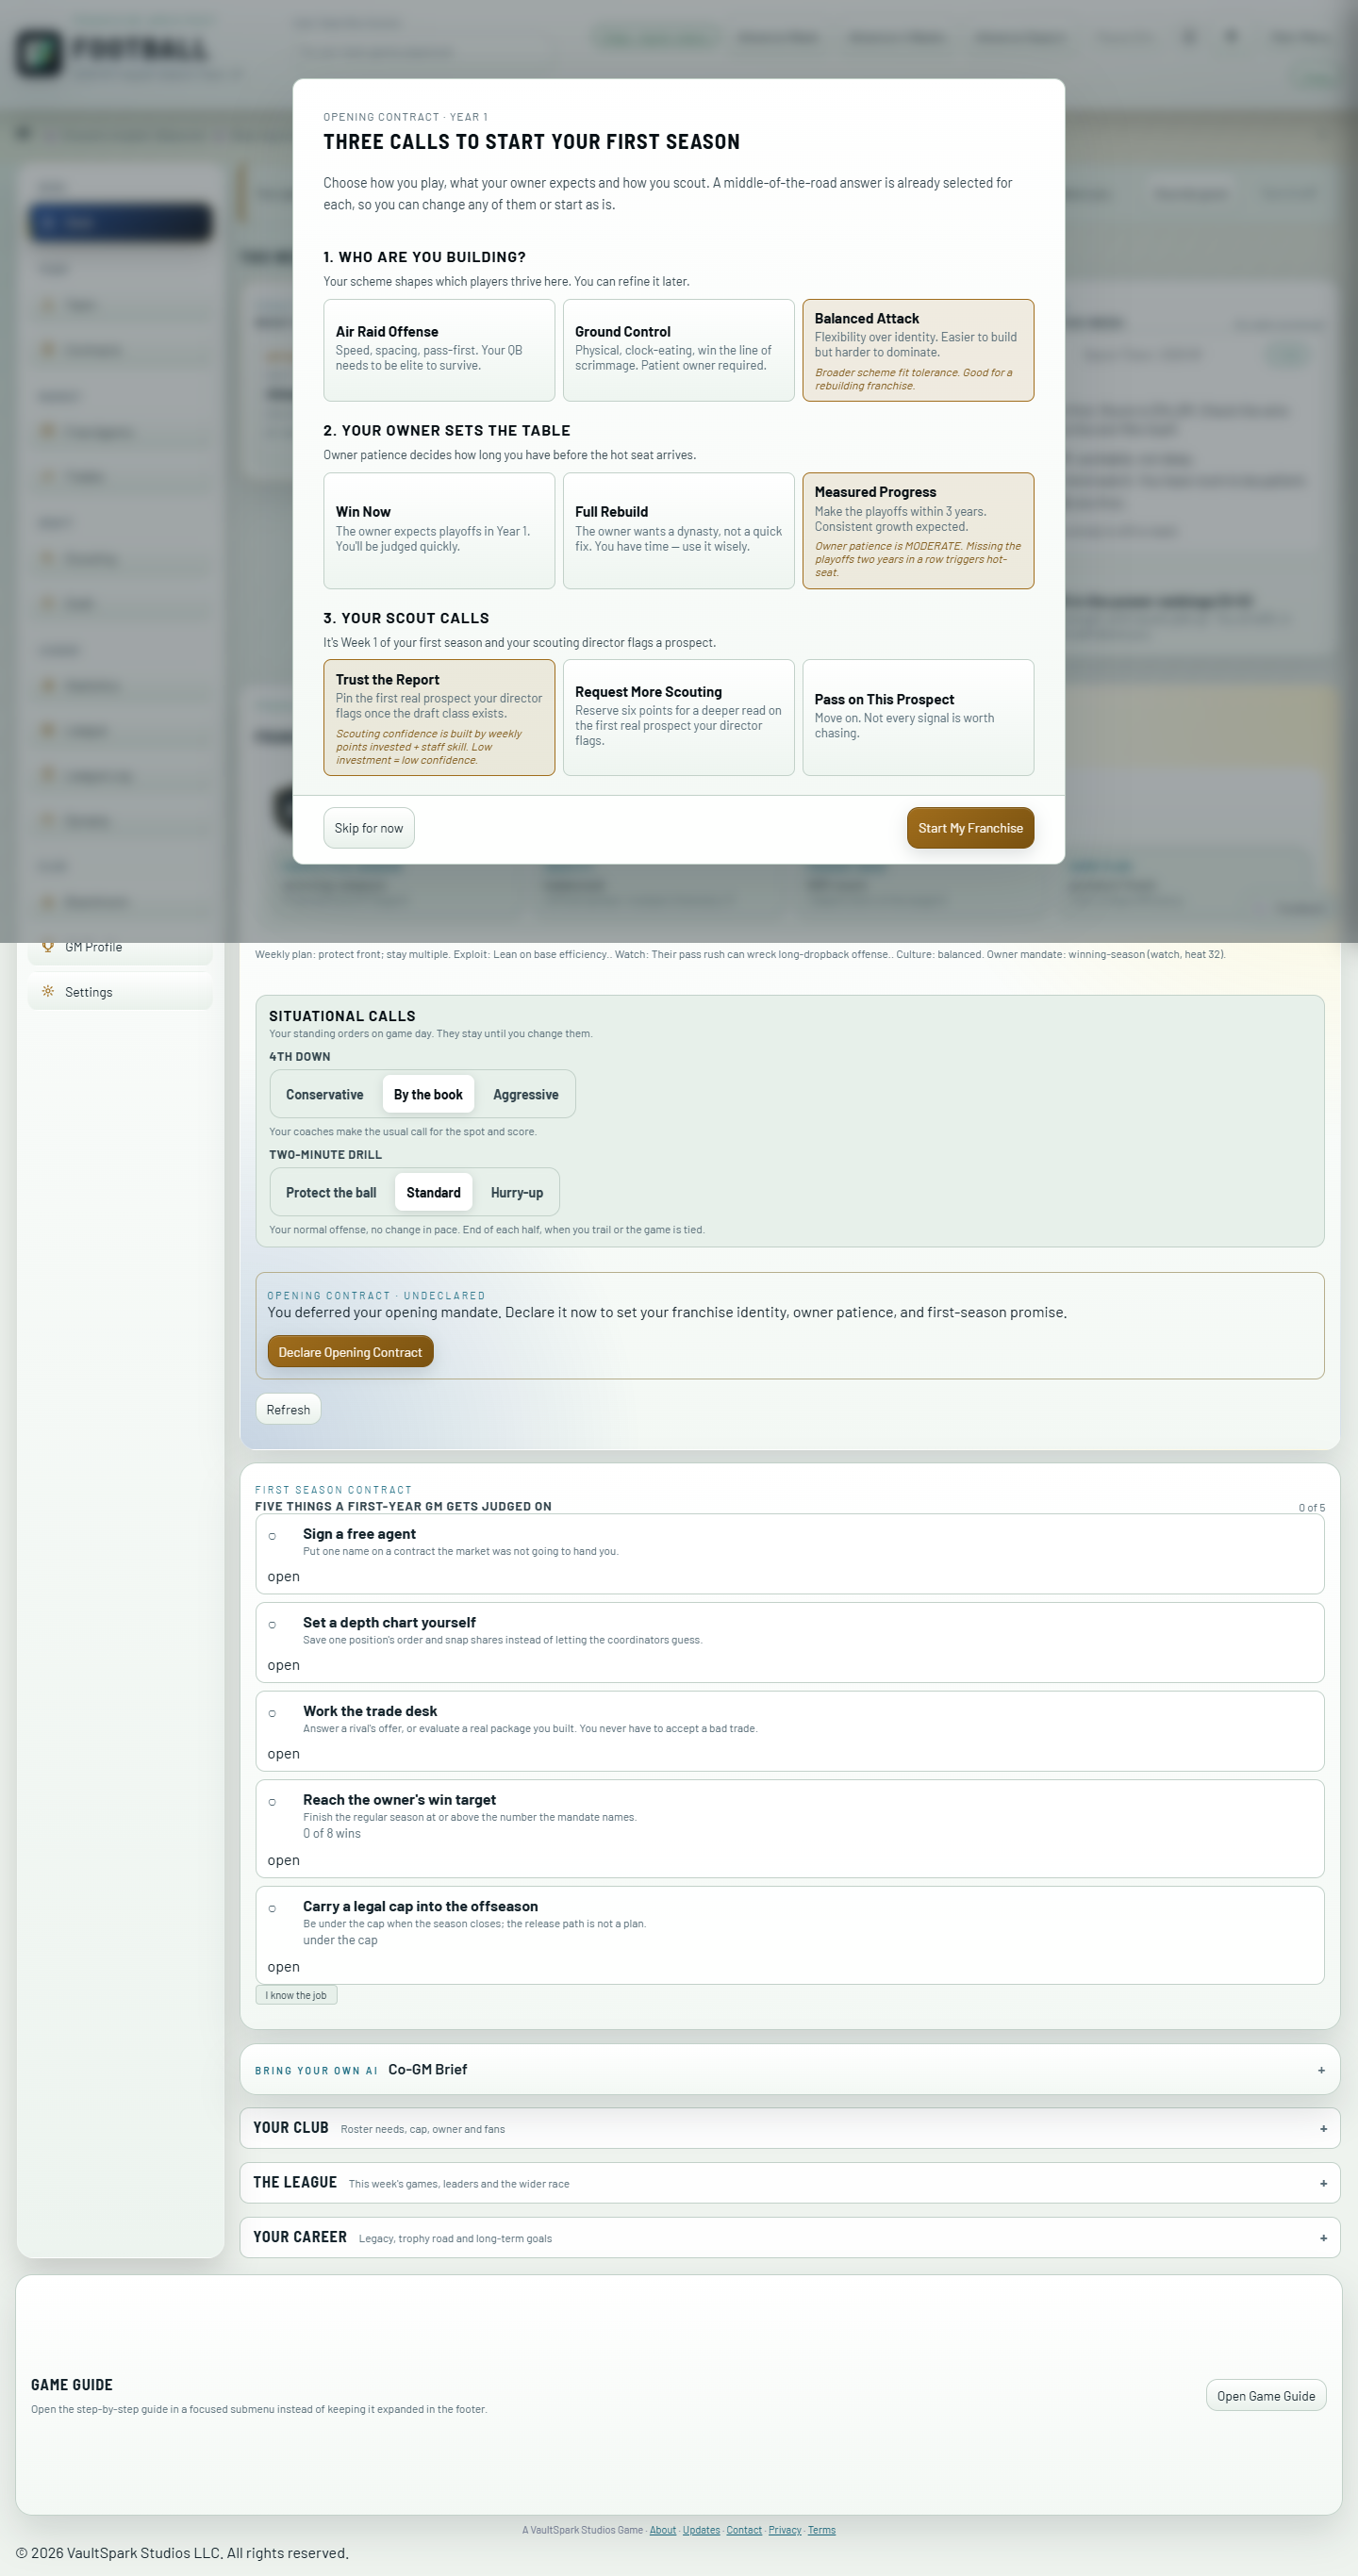 FOOTBALL
OPENING CONTRACT · YEAR 1
THREE CALLS TO START YOUR FIRST SEASON
Choose how you play, what your owner expects and how you scout. A middle-of-the-road answer is already selected for
each, so you can change any of them or start as is.
1. WHO ARE YOU BUILDING?
Your scheme shapes which players thrive here. You can refine it later.
Air Raid Offense
Speed, spacing, pass-first. Your QB
needs to be elite to survive.
Ground Control
Physical, clock-eating, win the line of
scrimmage. Patient owner required.
Balanced Attack
Flexibility over identity. Easier to build
but harder to dominate.
Broader scheme fit tolerance. Good for a
rebuilding franchise.
2. YOUR OWNER SETS THE TABLE
Owner patience decides how long you have before the hot seat arrives.
Win Now
The owner expects playoffs in Year 1.
You'll be judged quickly.
Full Rebuild
The owner wants a dynasty, not a quick
fix. You have time — use it wisely.
Measured Progress
Make the playoffs within 3 years.
Consistent growth expected.
Owner patience is MODERATE. Missing the
playoffs two years in a row triggers hot-
seat.
3. YOUR SCOUT CALLS
It's Week 1 of your first season and your scouting director flags a prospect.
Trust the Report
Pin the first real prospect your director
flags once the draft class exists.
Scouting confidence is built by weekly
points invested + staff skill. Low
investment = low confidence.
Request More Scouting
Reserve six points for a deeper read on
the first real prospect your director
flags.
Pass on This Prospect
Move on. Not every signal is worth
chasing.
Skip for now
Start My Franchise
GM Profile
Settings
Weekly plan: protect front; stay multiple. Exploit: Lean on base efficiency.. Watch: Their pass rush can wreck long-dropback offense.. Culture: balanced. Owner mandate: winning-season (watch, heat 32).
SITUATIONAL CALLS
Your standing orders on game day. They stay until you change them.
4TH DOWN
Conservative By the book Aggressive
Your coaches make the usual call for the spot and score.
TWO-MINUTE DRILL
Protect the ball Standard Hurry-up
Your normal offense, no change in pace. End of each half, when you trail or the game is tied.
OPENING CONTRACT · UNDECLARED
You deferred your opening mandate. Declare it now to set your franchise identity, owner patience, and first-season promise.
Declare Opening Contract
Refresh
FIRST SEASON CONTRACT
FIVE THINGS A FIRST-YEAR GM GETS JUDGED ON
0 of 5
Sign a free agent
Put one name on a contract the market was not going to hand you.
open
Set a depth chart yourself
Save one position's order and snap shares instead of letting the coordinators guess.
open
Work the trade desk
Answer a rival's offer, or evaluate a real package you built. You never have to accept a bad trade.
open
Reach the owner's win target
Finish the regular season at or above the number the mandate names.
0 of 8 wins
open
Carry a legal cap into the offseason
Be under the cap when the season closes; the release path is not a plan.
under the cap
open
I know the job
BRING YOUR OWN AI Co-GM Brief +
YOUR CLUB Roster needs, cap, owner and fans +
THE LEAGUE This week's games, leaders and the wider race +
YOUR CAREER Legacy, trophy road and long-term goals +
GAME GUIDE
Open the step-by-step guide in a focused submenu instead of keeping it expanded in the footer.
Open Game Guide
A VaultSpark Studios Game · About · Updates · Contact · Privacy · Terms
© 2026 VaultSpark Studios LLC. All rights reserved.